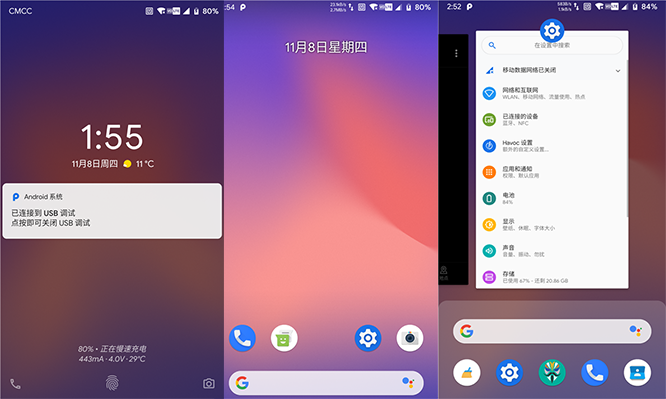 CMCC
80%
1:55
11月8日周四 11 °C
Android 系统
已连接到 USB 调试
点按即可关闭 USB 调试
80% • 正在慢速充电
443mA · 4.0V · 29°C
:54
80%
11月8日星期四
2:52
84%
在设置中搜索
移动数据网络已关闭
网络和互联网
WLAN、移动网络、流量使用、热点
已连接的设备
蓝牙、NFC
Havoc 设置
额外的自定义设置...
应用和通知
权限、默认应用
电池
84%
显示
壁纸、休眠、字体大小
声音
音量、振动、勿扰
存储
已使用 67% - 还剩 20.86 GB